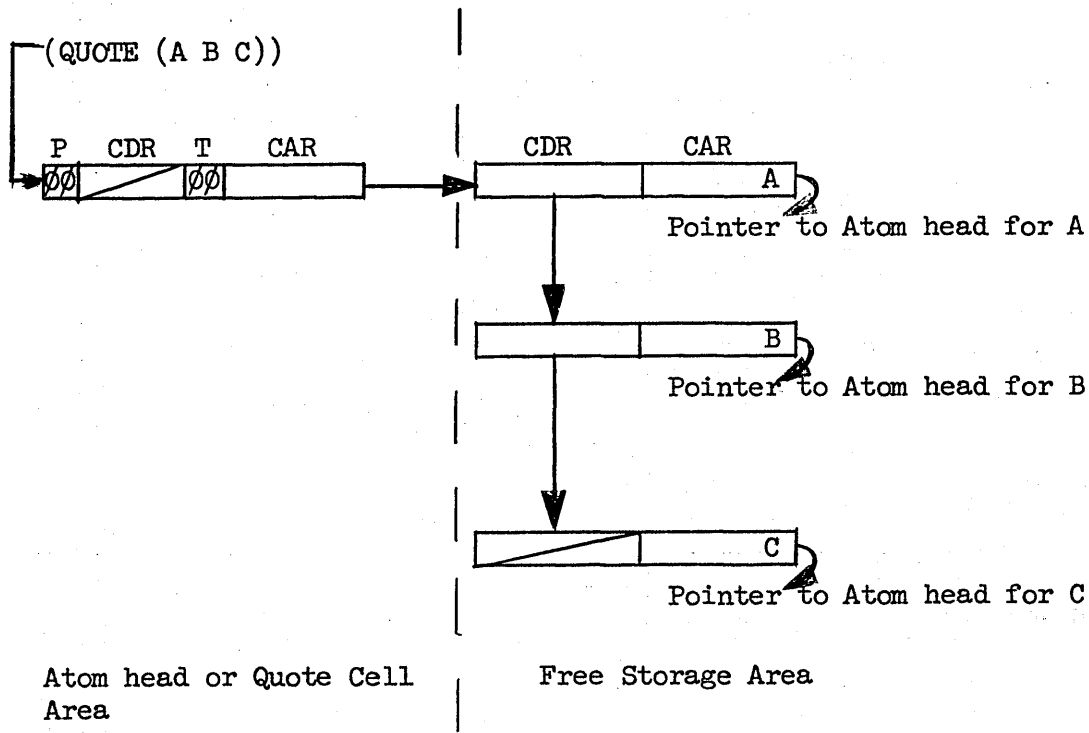 (QUOTE (A B C))
P CDR T CAR
ØØ ØØ
CDR CAR
A
Pointer to Atom head for A
B
Pointer to Atom head for B
C
Pointer to Atom head for C
Atom head or Quote Cell
Area
Free Storage Area